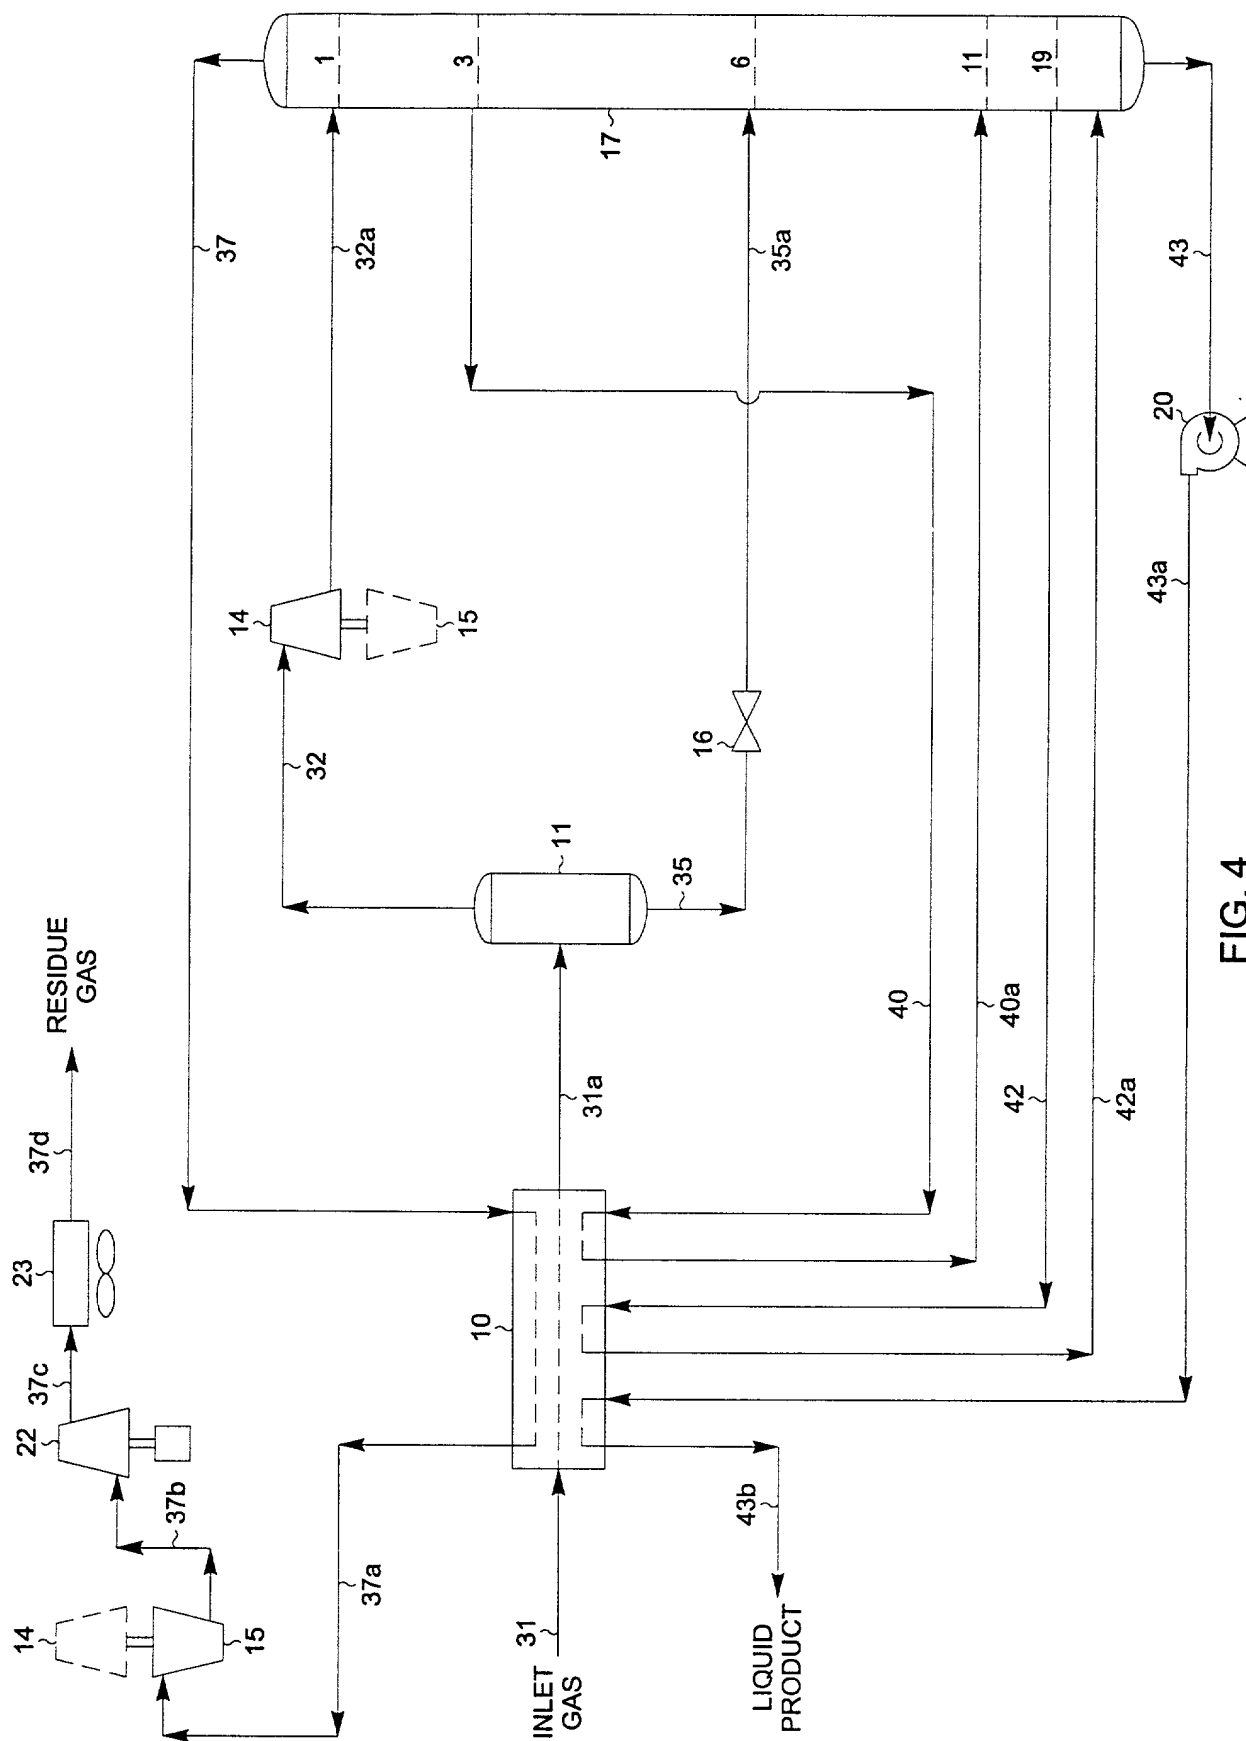 RESIDUE
GAS
37d
23
37c
22
37b
14
15
37a
37
32a
32
14
15
1
3
6
11
19
17
35a
16
35
11
31a
10
31
INLET
GAS
40
40a
42
42a
43
20
43a
43b
LIQUID
PRODUCT
FIG. 4